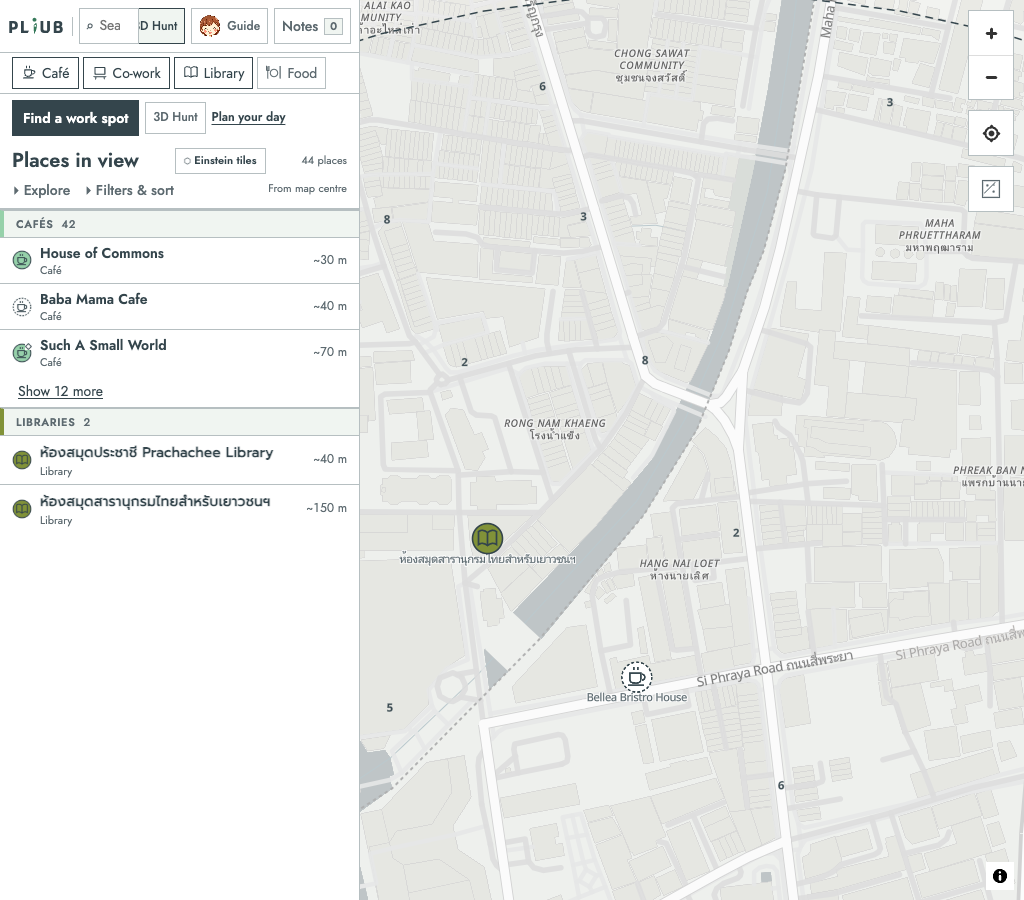 PLIUB
Sea
3D Hunt
Guide
Notes 0
Café
Co-work
Library
Food
Find a work spot
3D Hunt
Plan your day
Places in view
Einstein tiles
44 places
Explore
Filters & sort
From map centre
CAFÉS 42
House of Commons
Café
~30 m
Baba Mama Cafe
Café
~40 m
Such A Small World
Café
~70 m
Show 12 more
LIBRARIES 2
ห้องสมุดประชาชี Prachachee Library
Library
~40 m
ห้องสมุดสารานุกรมไทยสำหรับเยาวชนฯ
Library
~150 m
ALAI KAO
MUNITY
Maha
CHONG SAWAT
COMMUNITY
ชุมชนจงสวัสดิ์
6
3
8
3
MAHA
PHRUETTHARAM
มหาพฤฒาราม
2
8
RONG NAM KHAENG
โรงน้ำแข็ง
PHREAK BAN N
แพรกบ้านนาย
2
ห้องสมุดสารานุกรมไทยสำหรับเยาวชนฯ
HANG NAI LOET
ห้างนายเลิศ
Si Phraya Road ถนนสี่พระยา
Si Phraya Road ถนนสี่พ
Bellea Bristro House
5
6